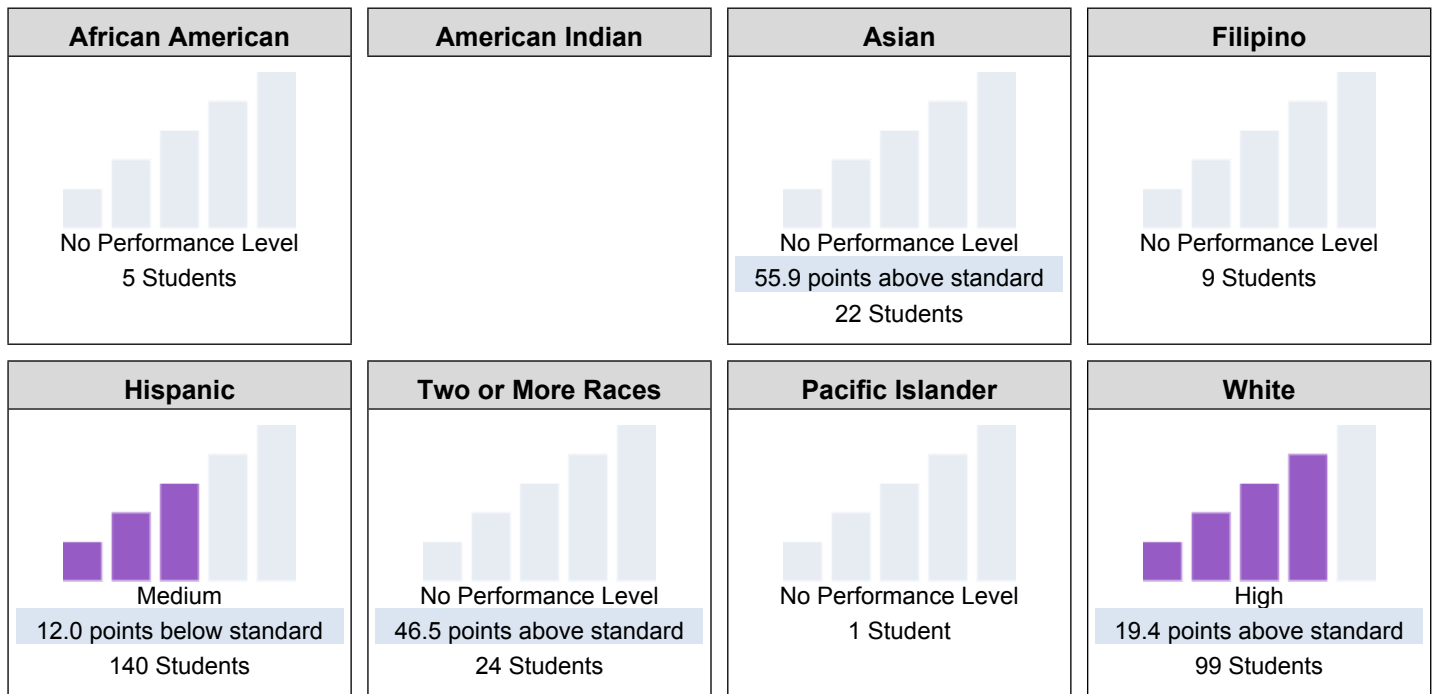 African American
No Performance Level
5 Students
American Indian
Asian
No Performance Level
55.9 points above standard
22 Students
Filipino
No Performance Level
9 Students
Hispanic
Medium
12.0 points below standard
140 Students
Two or More Races
No Performance Level
46.5 points above standard
24 Students
Pacific Islander
No Performance Level
1 Student
White
High
19.4 points above standard
99 Students